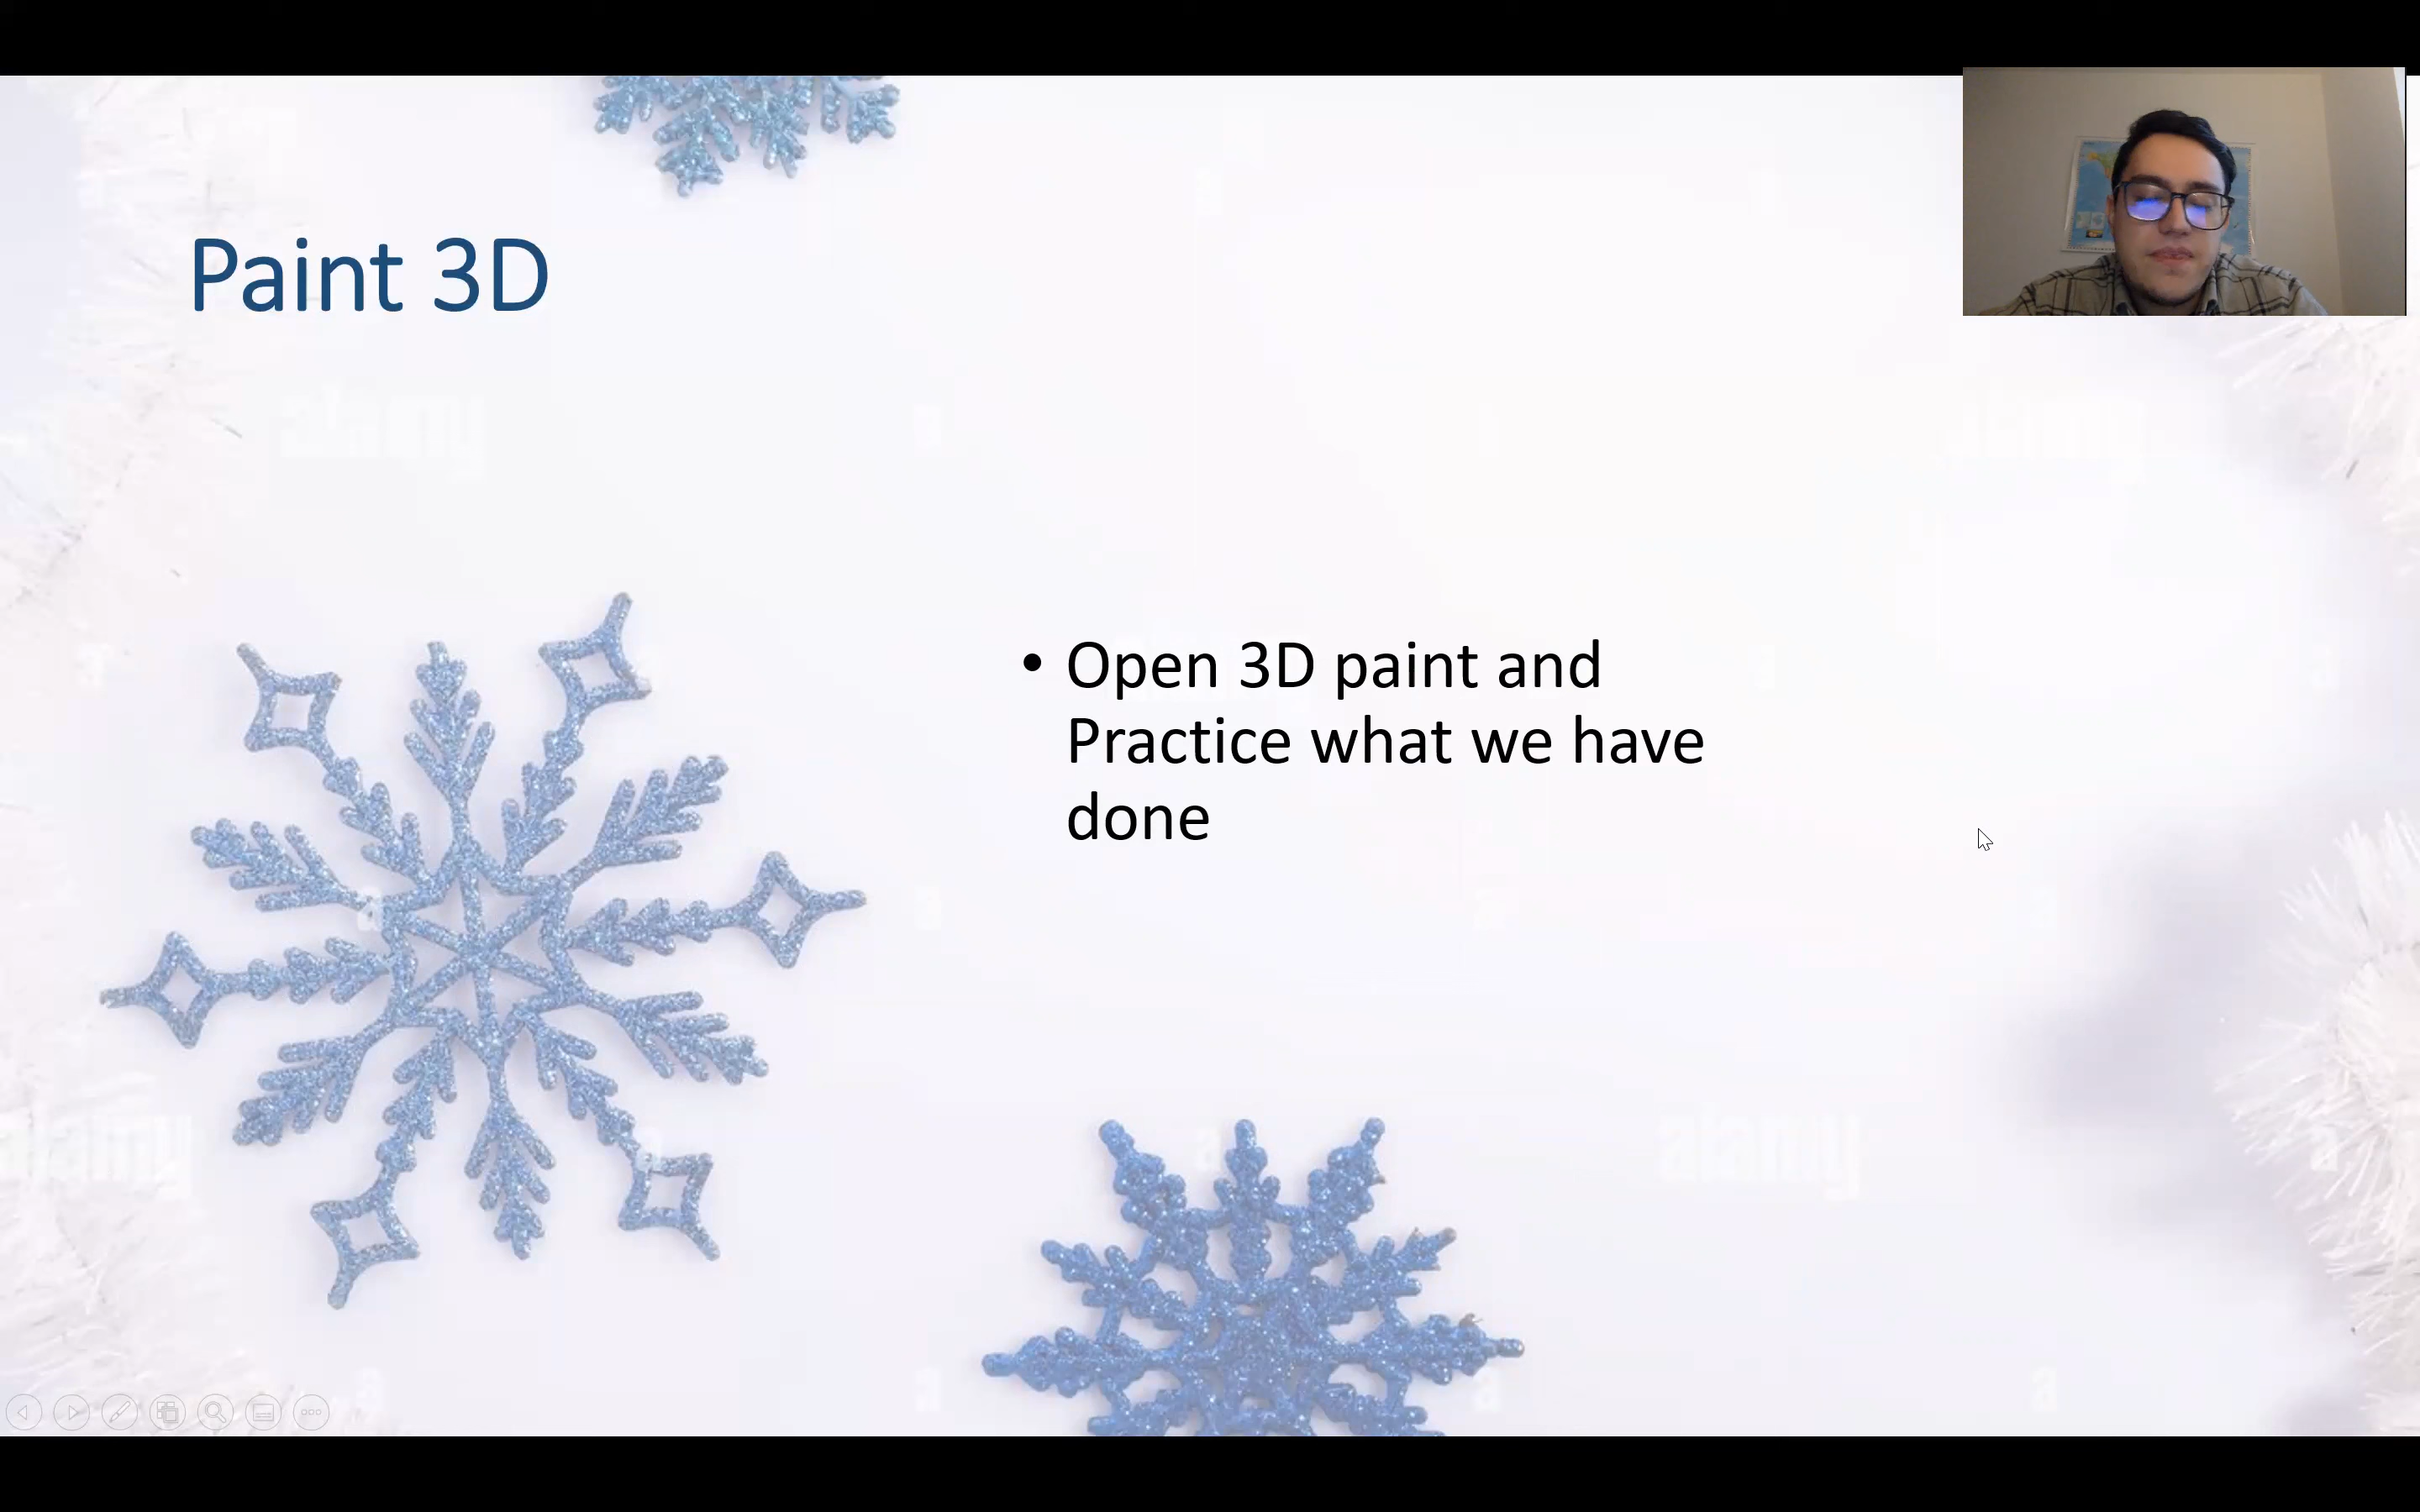 Paint 3D
• Open 3D paint and
Practice what we have
done